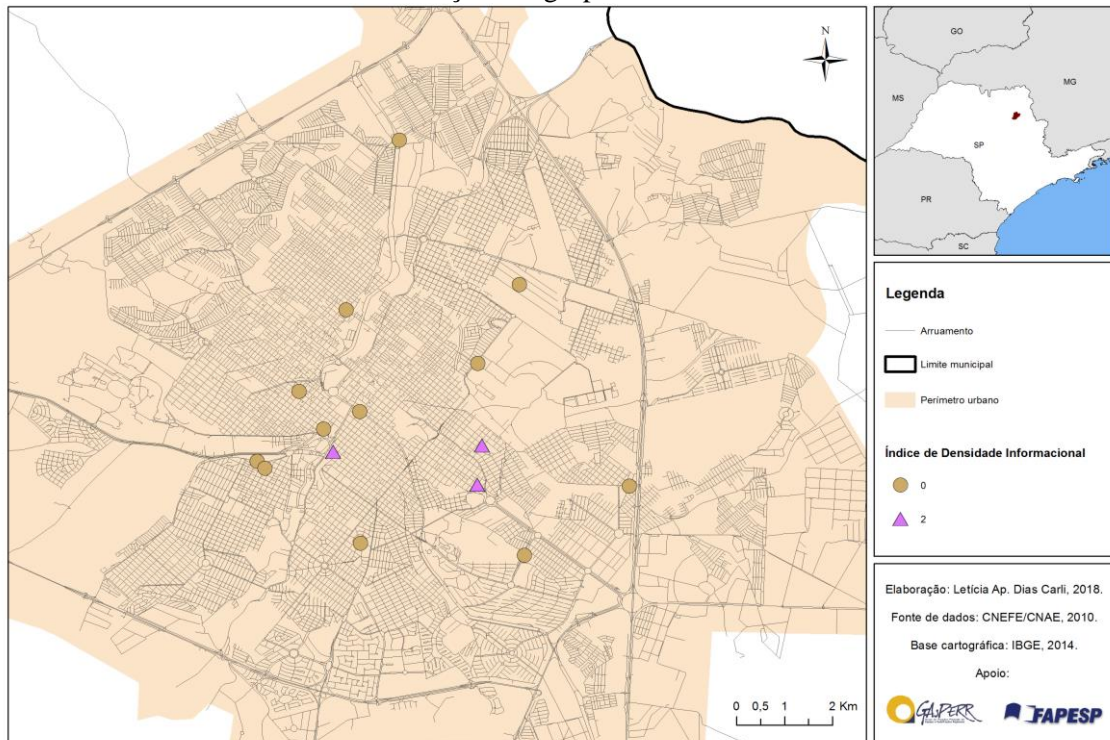 N
GO
MG
MS
SP
PR
SC
Legenda
Arruamento
Limite municipal
Perímetro urbano
Índice de Densidade Informacional
0
2
0 0,5 1 2 Km
Elaboração: Letícia Ap. Dias Carli, 2018.
Fonte de dados: CNEFE/CNAE, 2010.
Base cartográfica: IBGE, 2014.
Apoio:
GAsPERR
FAPESP